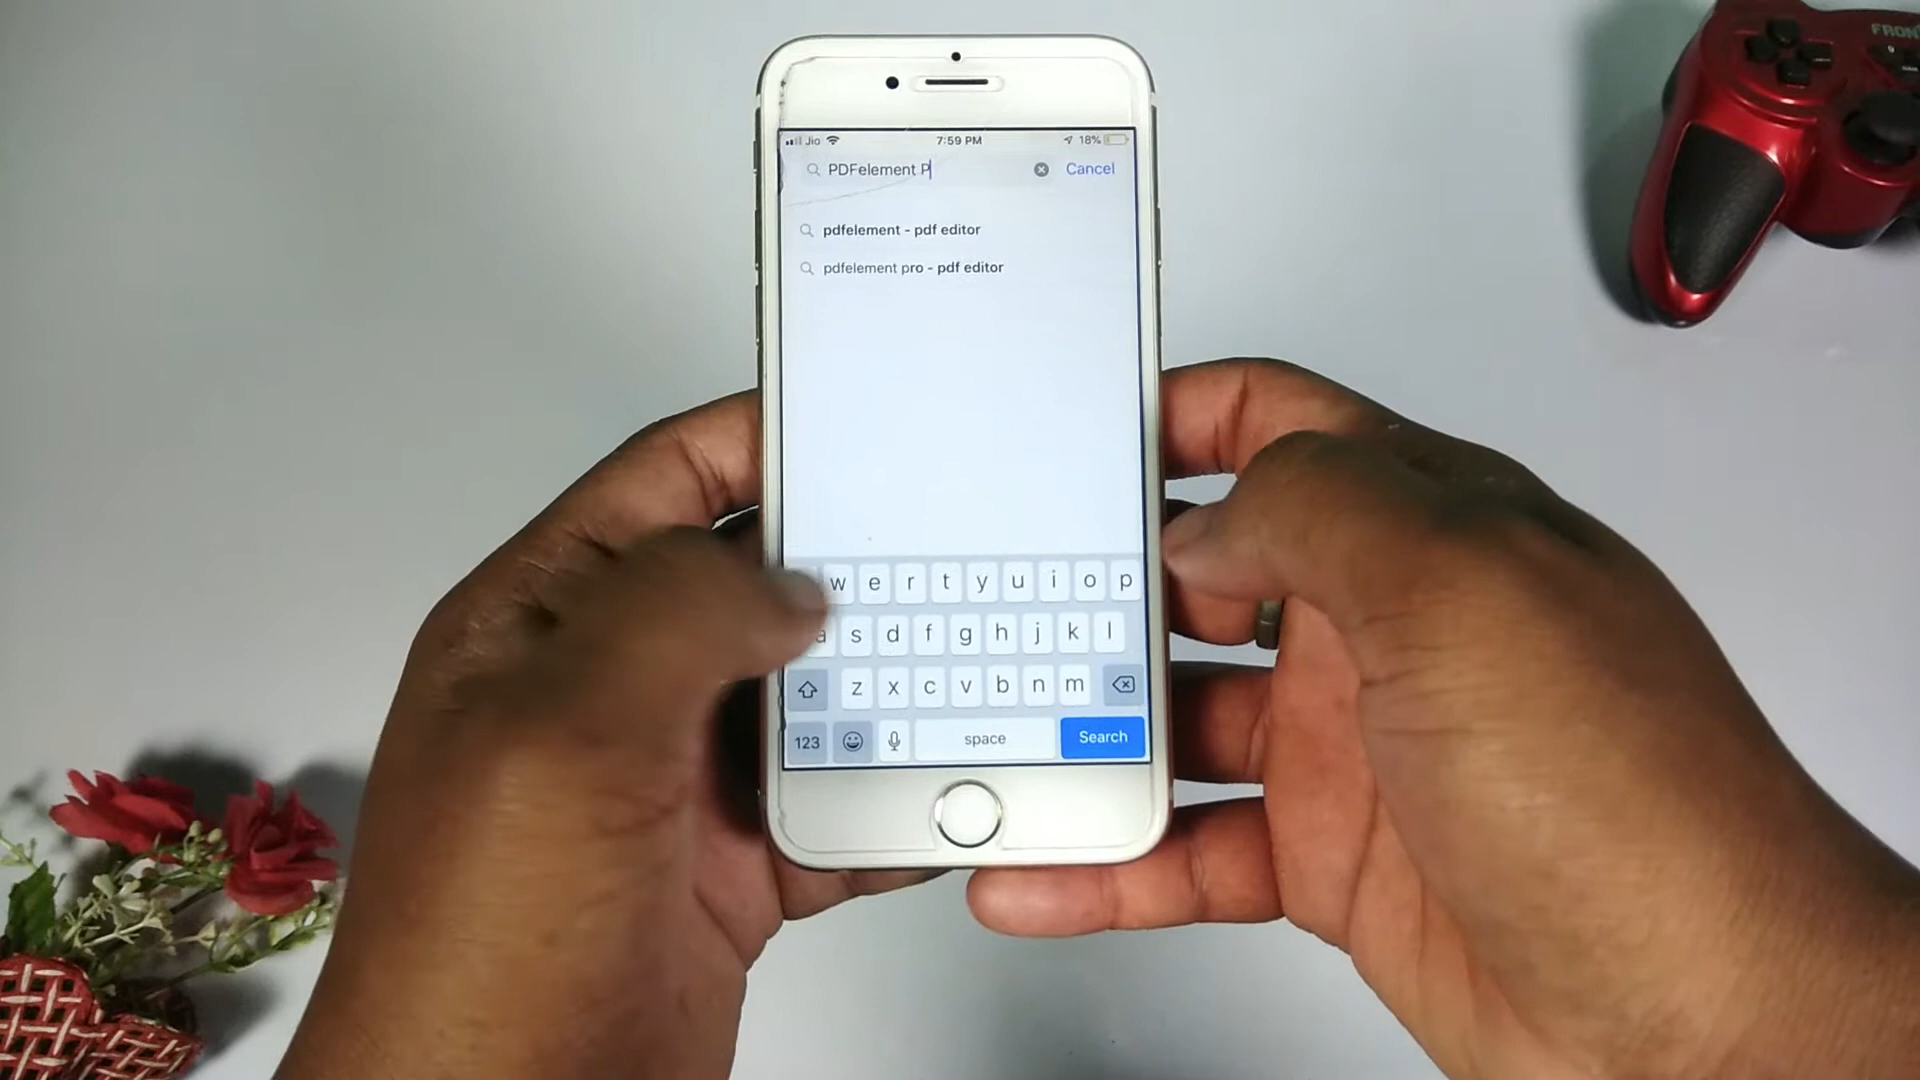 Jio 7:59 PM 18%
PDFelement P Cancel
pdfelement - pdf editor
pdfelement pro - pdf editor
w e r t y u i o p
a s d f g h j k l
z x c v b n m
123 space Search